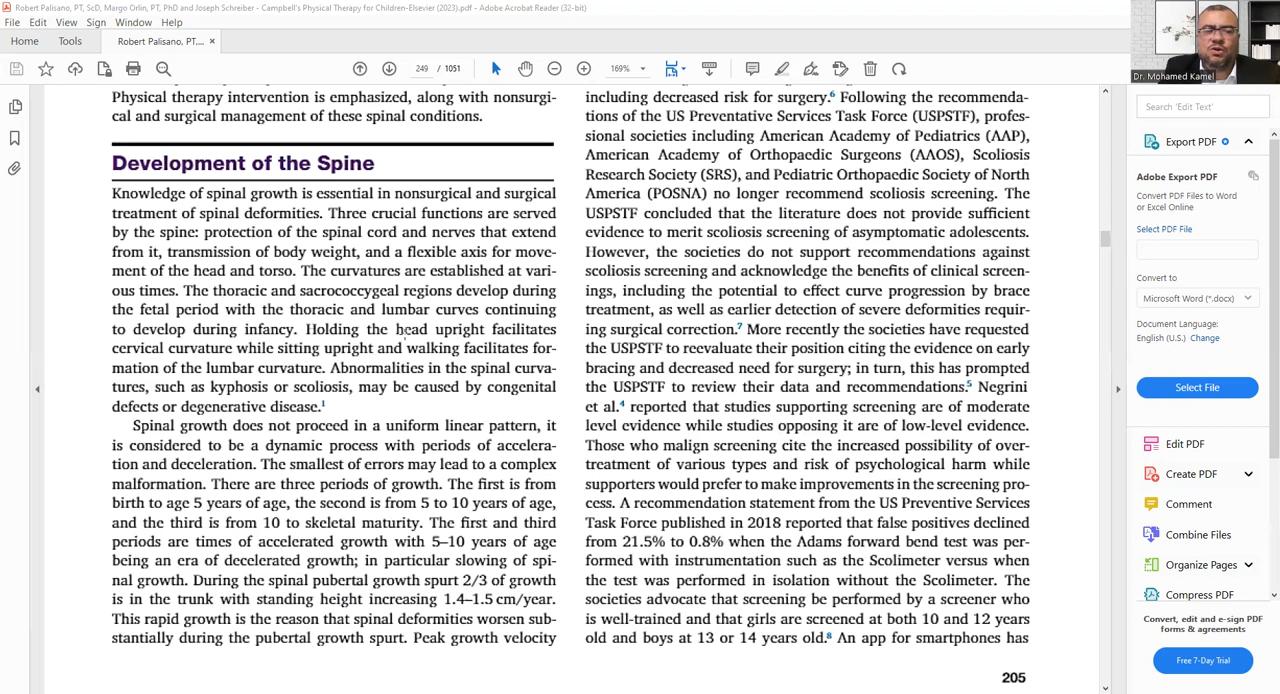 Robert Palisano, PT, ScD, Margo Orlin, PT, PhD and Joseph Schreiber - Campbell's Physical Therapy for Children-Elsevier (2023).pdf - Adobe Acrobat Reader (32-bit)
File Edit View Sign Window Help
Home Tools Robert Palisano, PT,... ×
249 / 1051 169%
Dr. Mohamed Kamel
Physical therapy intervention is emphasized, along with nonsurgi-
cal and surgical management of these spinal conditions.
Development of the Spine
Knowledge of spinal growth is essential in nonsurgical and surgical
treatment of spinal deformities. Three crucial functions are served
by the spine: protection of the spinal cord and nerves that extend
from it, transmission of body weight, and a flexible axis for move-
ment of the head and torso. The curvatures are established at vari-
ous times. The thoracic and sacrococcygeal regions develop during
the fetal period with the thoracic and lumbar curves continuing
to develop during infancy. Holding the head upright facilitates
cervical curvature while sitting upright and walking facilitates for-
mation of the lumbar curvature. Abnormalities in the spinal curva-
tures, such as kyphosis or scoliosis, may be caused by congenital
defects or degenerative disease.1
Spinal growth does not proceed in a uniform linear pattern, it
is considered to be a dynamic process with periods of accelera-
tion and deceleration. The smallest of errors may lead to a complex
malformation. There are three periods of growth. The first is from
birth to age 5 years of age, the second is from 5 to 10 years of age,
and the third is from 10 to skeletal maturity. The first and third
periods are times of accelerated growth with 5–10 years of age
being an era of decelerated growth; in particular slowing of spi-
nal growth. During the spinal pubertal growth spurt 2/3 of growth
is in the trunk with standing height increasing 1.4–1.5 cm/year.
This rapid growth is the reason that spinal deformities worsen sub-
stantially during the pubertal growth spurt. Peak growth velocity
including decreased risk for surgery.6 Following the recommenda-
tions of the US Preventative Services Task Force (USPSTF), profes-
sional societies including American Academy of Pediatrics (AAP),
American Academy of Orthopaedic Surgeons (AAOS), Scoliosis
Research Society (SRS), and Pediatric Orthopaedic Society of North
America (POSNA) no longer recommend scoliosis screening. The
USPSTF concluded that the literature does not provide sufficient
evidence to merit scoliosis screening of asymptomatic adolescents.
However, the societies do not support recommendations against
scoliosis screening and acknowledge the benefits of clinical screen-
ings, including the potential to effect curve progression by brace
treatment, as well as earlier detection of severe deformities requir-
ing surgical correction.7 More recently the societies have requested
the USPSTF to reevaluate their position citing the evidence on early
bracing and decreased need for surgery; in turn, this has prompted
the USPSTF to review their data and recommendations.5 Negrini
et al.4 reported that studies supporting screening are of moderate
level evidence while studies opposing it are of low-level evidence.
Those who malign screening cite the increased possibility of over-
treatment of various types and risk of psychological harm while
supporters would prefer to make improvements in the screening pro-
cess. A recommendation statement from the US Preventive Services
Task Force published in 2018 reported that false positives declined
from 21.5% to 0.8% when the Adams forward bend test was per-
formed with instrumentation such as the Scolimeter versus when
the test was performed in isolation without the Scolimeter. The
societies advocate that screening be performed by a screener who
is well-trained and that girls are screened at both 10 and 12 years
old and boys at 13 or 14 years old.8 An app for smartphones has
205
Search 'Edit Text'
Export PDF
Adobe Export PDF
Convert PDF Files to Word
or Excel Online
Select PDF File
Convert to
Microsoft Word (*.docx)
Document Language:
English (U.S.) Change
Select File
Edit PDF
Create PDF
Comment
Combine Files
Organize Pages
Compress PDF
Convert, edit and e-sign PDF
forms & agreements
Free 7-Day Trial